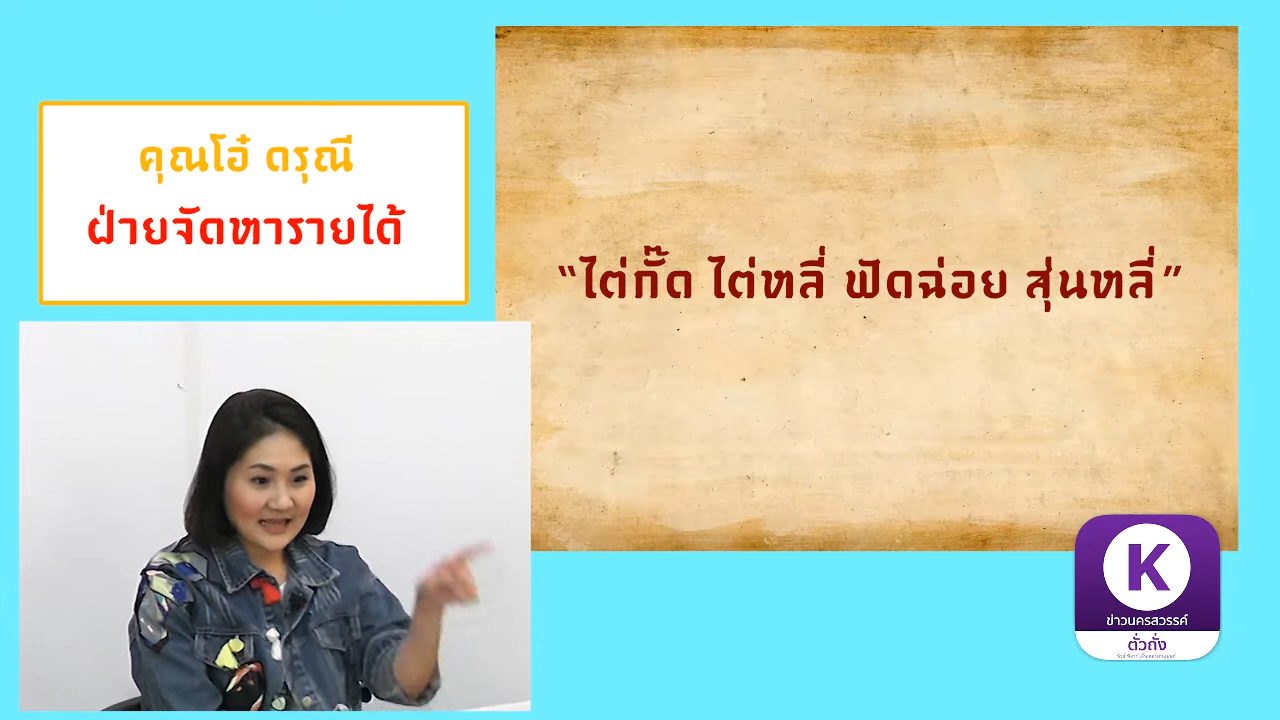 คุณโอ๋ ดรุณี
ฝ่ายจัดหารายได้
“ไต่กั๊ด ไต่หลี่ ฟัดฉ่อย สุ่นหลี่”
K
ข่าวนครสวรรค์
ตั่วถั่ง